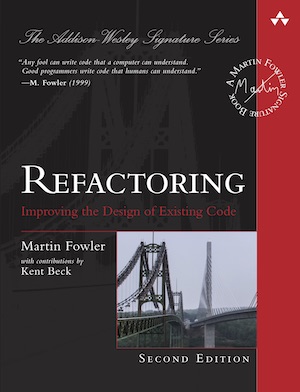 The Addison Wesley Signature Series
"Any fool can write code that a computer can understand.
Good programmers write code that humans can understand."
—M. Fowler (1999)
A MARTIN FOWLER SIGNATURE BOOK
Martin
REFACTORING
Improving the Design of Existing Code
Martin Fowler
with contributions by
Kent Beck
SECOND EDITION